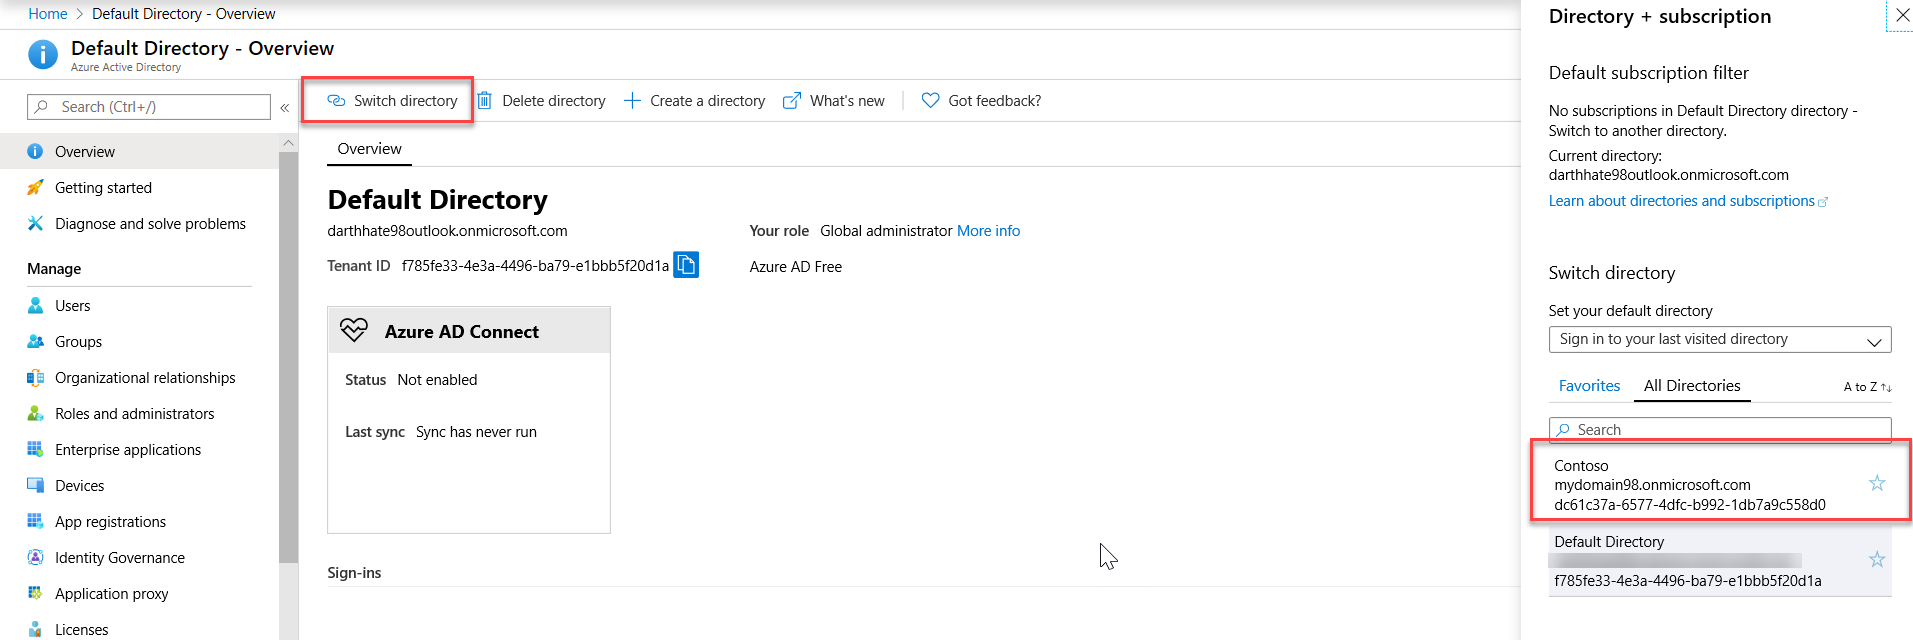 Home > Default Directory - Overview
Default Directory - Overview
Azure Active Directory
Search (Ctrl+/)
«
Overview
Getting started
Diagnose and solve problems
Manage
Users
Groups
Organizational relationships
Roles and administrators
Enterprise applications
Devices
App registrations
Identity Governance
Application proxy
Licenses
Switch directory Delete directory Create a directory What's new Got feedback?
Overview
Default Directory
darthhate98outlook.onmicrosoft.com
Your role Global administrator More info
Tenant ID f785fe33-4e3a-4496-ba79-e1bbb5f20d1a
Azure AD Free
Azure AD Connect
Status Not enabled
Last sync Sync has never run
Sign-ins
Directory + subscription
Default subscription filter
No subscriptions in Default Directory directory -
Switch to another directory.
Current directory:
darthhate98outlook.onmicrosoft.com
Learn about directories and subscriptions
Switch directory
Set your default directory
Sign in to your last visited directory
Favorites All Directories A to Z ↑↓
Search
Contoso
mydomain98.onmicrosoft.com
dc61c37a-6577-4dfc-b992-1db7a9c558d0
Default Directory
f785fe33-4e3a-4496-ba79-e1bbb5f20d1a